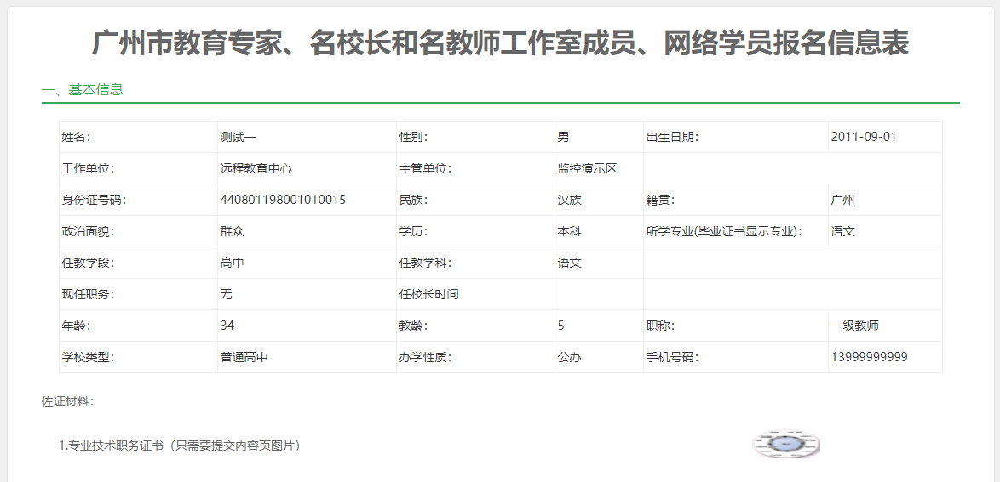 广州市教育专家、名校长和名教师工作室成员、网络学员报名信息表
一、基本信息
姓名： 测试一 性别： 男 出生日期： 2011-09-01
工作单位： 远程教育中心 主管单位： 监控演示区
身份证号码： 440801198001010015 民族： 汉族 籍贯： 广州
政治面貌： 群众 学历： 本科 所学专业(毕业证书显示专业)： 语文
任教学段： 高中 任教学科： 语文
现任职务： 无 任校长时间
年龄： 34 教龄： 5 职称： 一级教师
学校类型： 普通高中 办学性质： 公办 手机号码： 13999999999
佐证材料：
1.专业技术职务证书（只需要提交内容页图片）